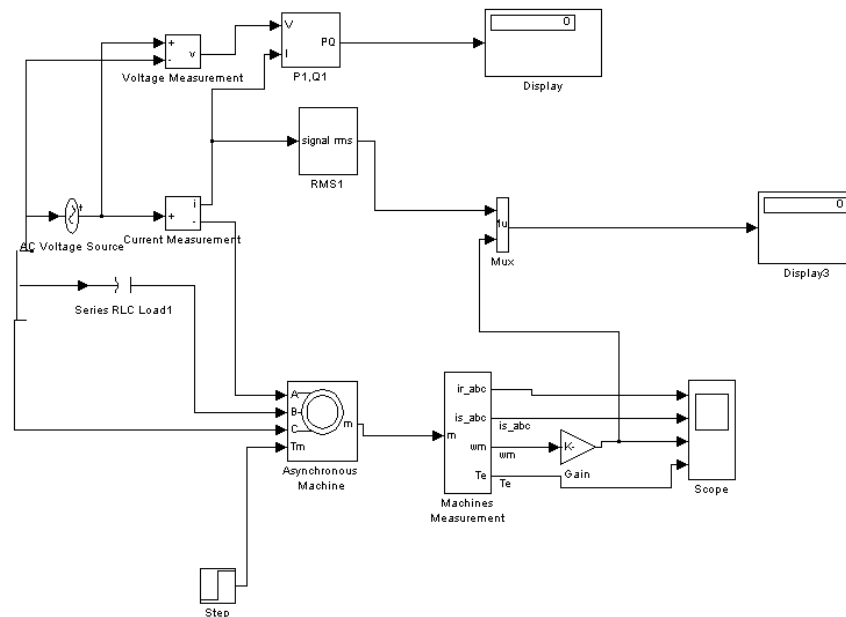 0
+
-
v
Voltage Measurement
V
I
PQ
P1,Q1
Display
signal rms
RMS1
AC Voltage Source
+
i
-
Current Measurement
Mux
0
Display3
Series RLC Load1
A
B
C
Tm
m
Asynchronous
Machine
m
ir_abc
is_abc
wm
Te
Machines
Measurement
is_abc
wm
Te
K-
Gain
Scope
Step